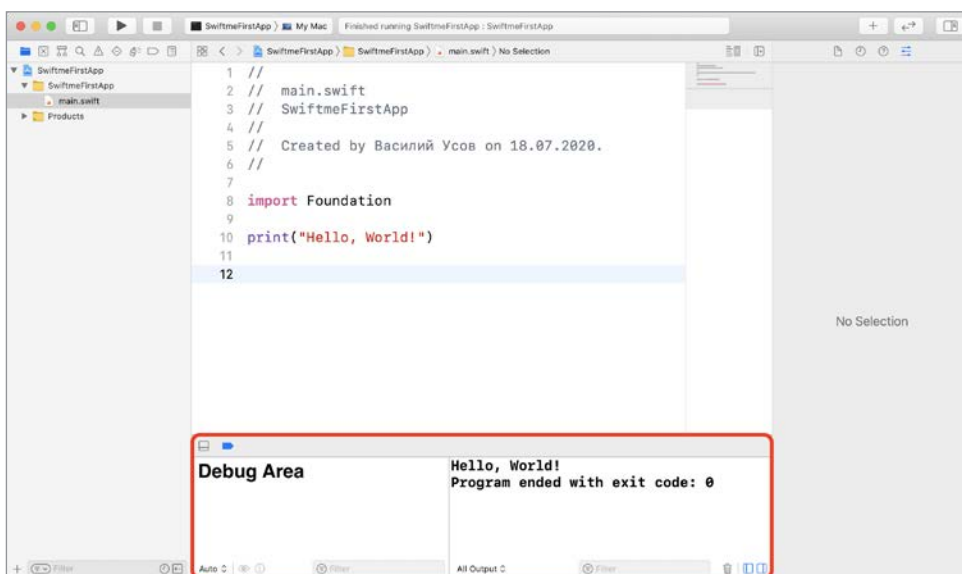 SwiftmeFirstApp 〉 My Mac
Finished running SwiftmeFirstApp : SwiftmeFirstApp
SwiftmeFirstApp 〉 SwiftmeFirstApp 〉 main.swift 〉 No Selection
SwiftmeFirstApp
SwiftmeFirstApp
main.swift
Products
1 //
2 // main.swift
3 // SwiftmeFirstApp
4 //
5 // Created by Василий Усов on 18.07.2020.
6 //
7
8 import Foundation
9
10 print("Hello, World!")
11
12
No Selection
Debug Area
Hello, World!
Program ended with exit code: 0
Filter
Auto
Filter
All Output
Filter